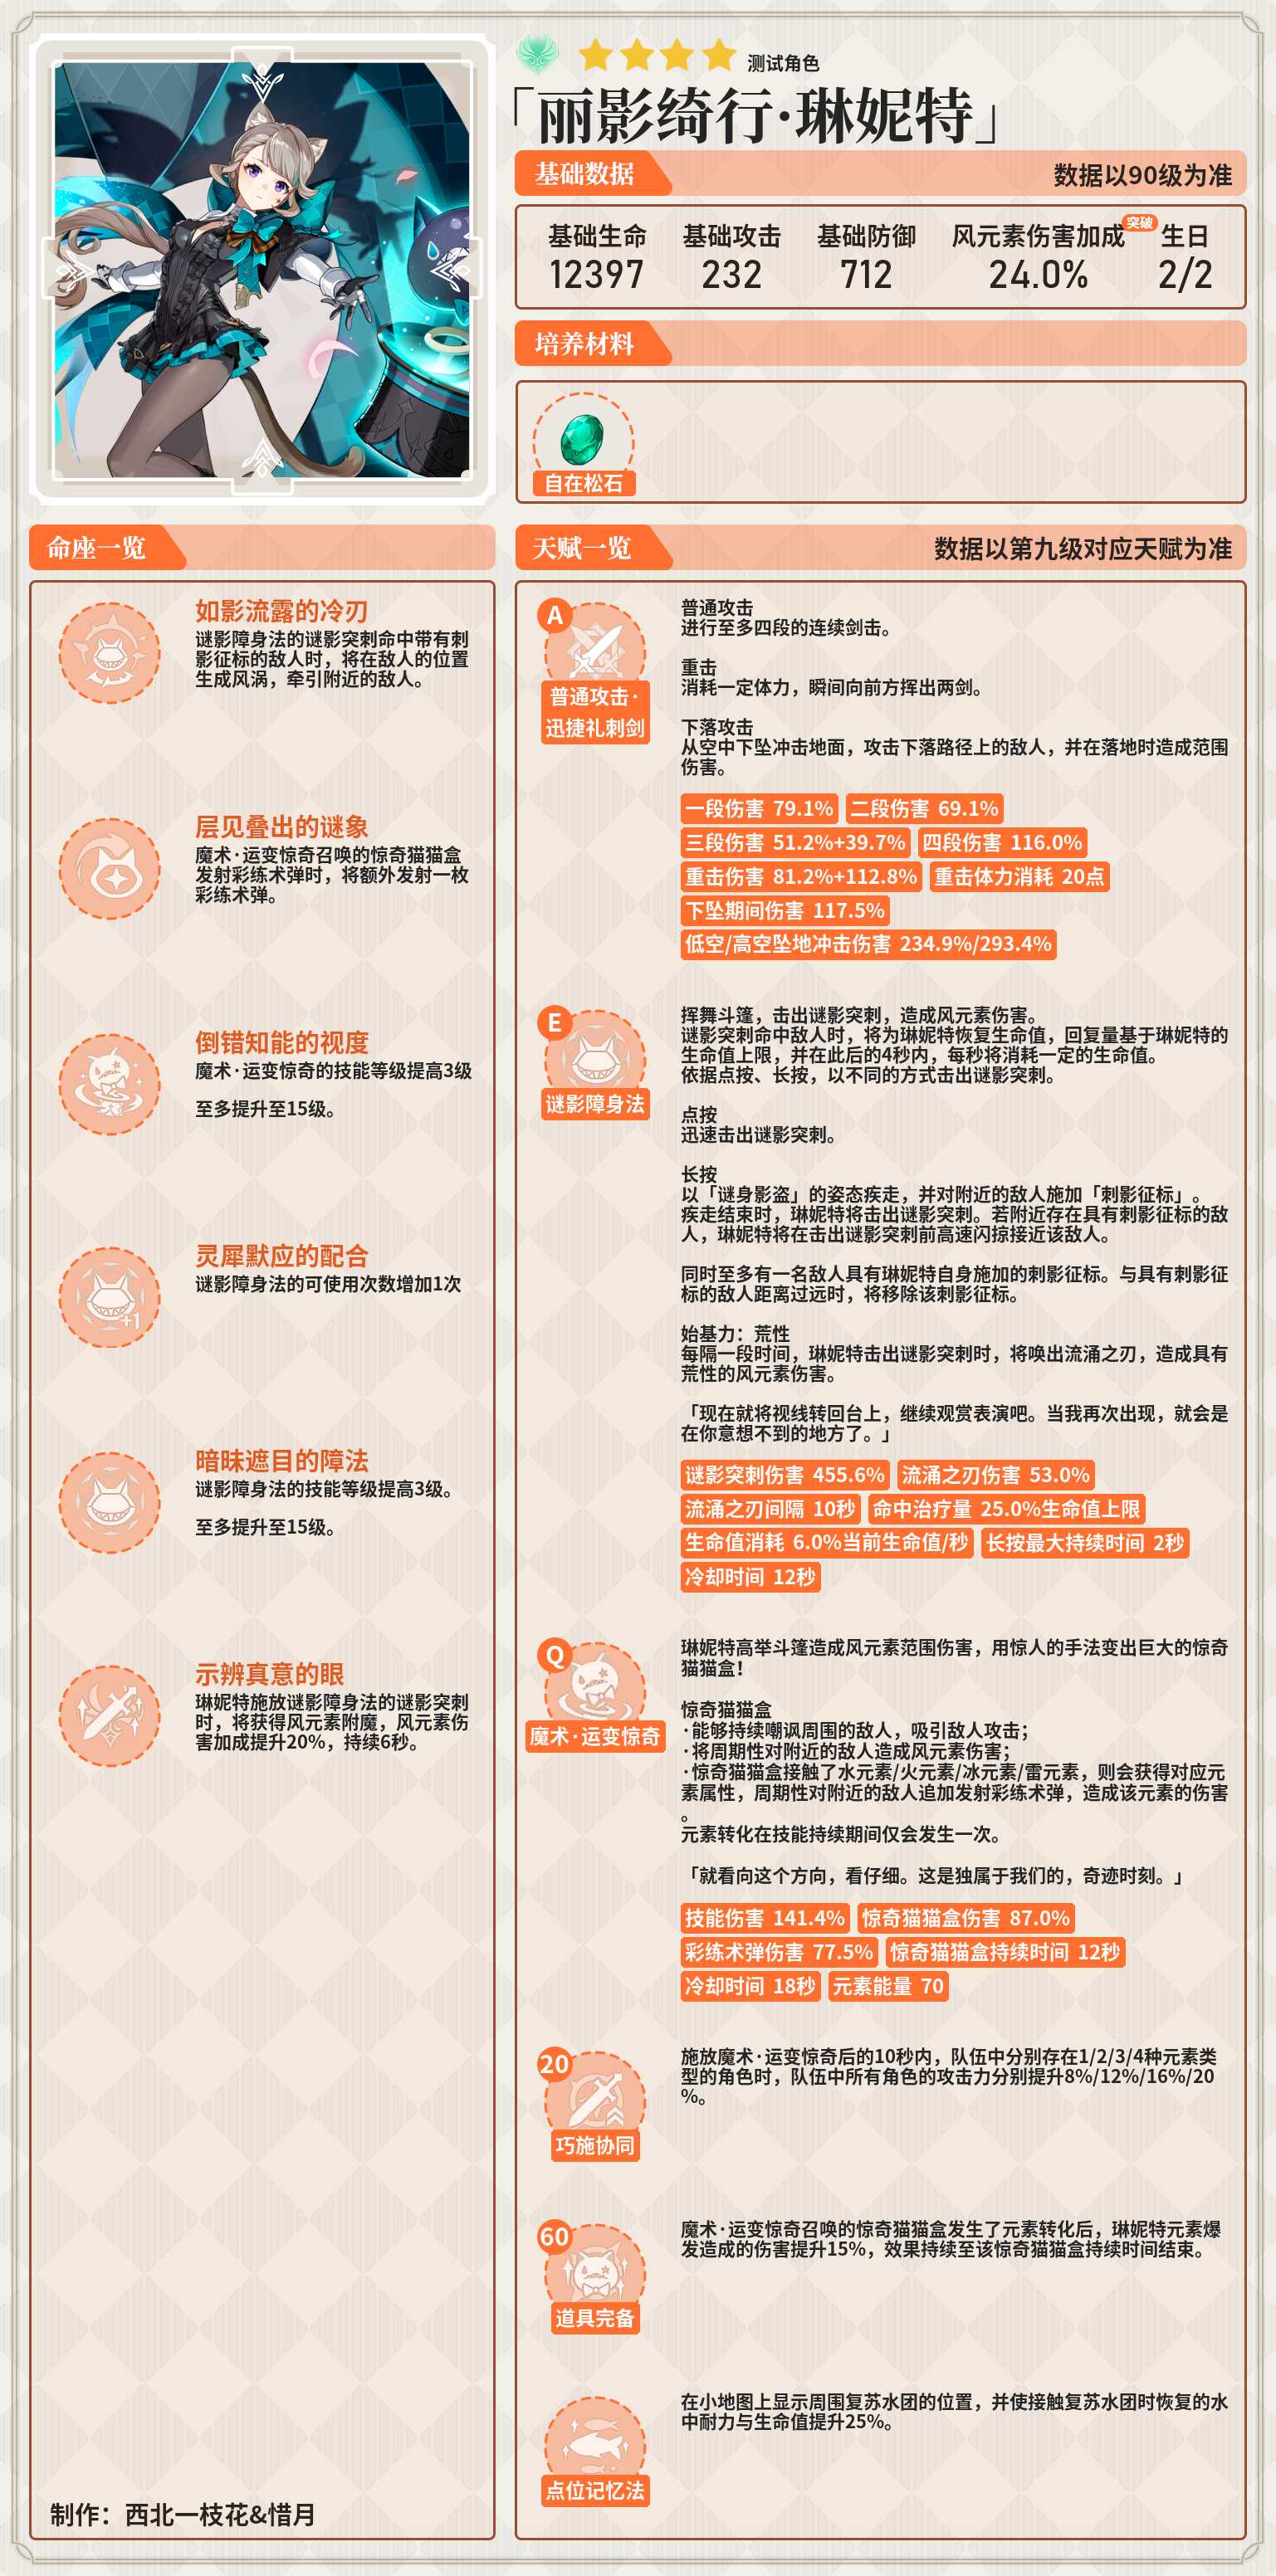 测试角色
「丽影绮行·琳妮特」
基础数据
数据以90级为准
基础生命 基础攻击 基础防御 风元素伤害加成 突破 生日
12397 232 712 24.0% 2/2
培养材料
自在松石
命座一览
如影流露的冷刃
谜影障身法的谜影突刺命中带有刺
影征标的敌人时，将在敌人的位置
生成风涡，牵引附近的敌人。
层见叠出的谜象
魔术·运变惊奇召唤的惊奇猫猫盒
发射彩练术弹时，将额外发射一枚
彩练术弹。
倒错知能的视度
魔术·运变惊奇的技能等级提高3级
至多提升至15级。
灵犀默应的配合
+1
谜影障身法的可使用次数增加1次
暗昧遮目的障法
谜影障身法的技能等级提高3级。
至多提升至15级。
示辨真意的眼
琳妮特施放谜影障身法的谜影突刺
时，将获得风元素附魔，风元素伤
害加成提升20%，持续6秒。
制作：西北一枝花&惜月
天赋一览
数据以第九级对应天赋为准
A
普通攻击·
迅捷礼刺剑
普通攻击
进行至多四段的连续剑击。
重击
消耗一定体力，瞬间向前方挥出两剑。
下落攻击
从空中下坠冲击地面，攻击下落路径上的敌人，并在落地时造成范围
伤害。
一段伤害 79.1% 二段伤害 69.1%
三段伤害 51.2%+39.7% 四段伤害 116.0%
重击伤害 81.2%+112.8% 重击体力消耗 20点
下坠期间伤害 117.5%
低空/高空坠地冲击伤害 234.9%/293.4%
E
谜影障身法
挥舞斗篷，击出谜影突刺，造成风元素伤害。
谜影突刺命中敌人时，将为琳妮特恢复生命值，回复量基于琳妮特的
生命值上限，并在此后的4秒内，每秒将消耗一定的生命值。
依据点按、长按，以不同的方式击出谜影突刺。
点按
迅速击出谜影突刺。
长按
以「谜身影盗」的姿态疾走，并对附近的敌人施加「刺影征标」。
疾走结束时，琳妮特将击出谜影突刺。若附近存在具有刺影征标的敌
人，琳妮特将在击出谜影突刺前高速闪掠接近该敌人。
同时至多有一名敌人具有琳妮特自身施加的刺影征标。与具有刺影征
标的敌人距离过远时，将移除该刺影征标。
始基力：荒性
每隔一段时间，琳妮特击出谜影突刺时，将唤出流涌之刃，造成具有
荒性的风元素伤害。
「现在就将视线转回台上，继续观赏表演吧。当我再次出现，就会是
在你意想不到的地方了。」
谜影突刺伤害 455.6% 流涌之刃伤害 53.0%
流涌之刃间隔 10秒 命中治疗量 25.0%生命值上限
生命值消耗 6.0%当前生命值/秒 长按最大持续时间 2秒
冷却时间 12秒
Q
魔术·运变惊奇
琳妮特高举斗篷造成风元素范围伤害，用惊人的手法变出巨大的惊奇
猫猫盒！
惊奇猫猫盒
·能够持续嘲讽周围的敌人，吸引敌人攻击；
·将周期性对附近的敌人造成风元素伤害；
·惊奇猫猫盒接触了水元素/火元素/冰元素/雷元素，则会获得对应元
素属性，周期性对附近的敌人追加发射彩练术弹，造成该元素的伤害
。
元素转化在技能持续期间仅会发生一次。
「就看向这个方向，看仔细。这是独属于我们的，奇迹时刻。」
技能伤害 141.4% 惊奇猫猫盒伤害 87.0%
彩练术弹伤害 77.5% 惊奇猫猫盒持续时间 12秒
冷却时间 18秒 元素能量 70
20
巧施协同
施放魔术·运变惊奇后的10秒内，队伍中分别存在1/2/3/4种元素类
型的角色时，队伍中所有角色的攻击力分别提升8%/12%/16%/20
%。
60
道具完备
魔术·运变惊奇召唤的惊奇猫猫盒发生了元素转化后，琳妮特元素爆
发造成的伤害提升15%，效果持续至该惊奇猫猫盒持续时间结束。
点位记忆法
在小地图上显示周围复苏水团的位置，并使接触复苏水团时恢复的水
中耐力与生命值提升25%。